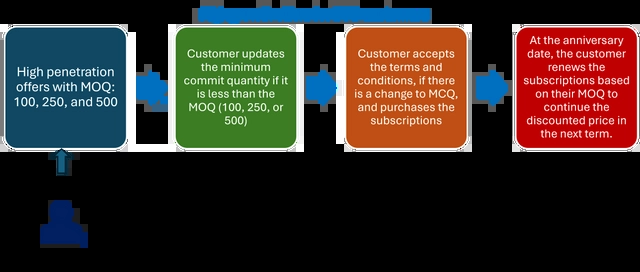 High penetration
offers with MOQ:
100, 250, and 500
Customer updates
the minimum
commit quantity if it
is less than the
MOQ (100, 250, or
500)
Customer accepts
the terms and
conditions, if there
is a change to MCQ,
and purchases the
subscriptions
At the anniversary
date, the customer
renews the
subscriptions based
on their MOQ to
continue the
discounted price in
the next term.